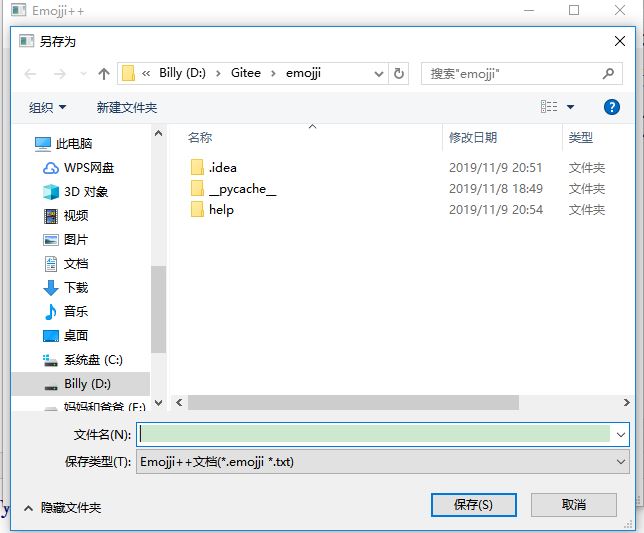 Emojji++
另存为
« Billy (D:) > Gitee > emojji
搜索"emojji"
组织 新建文件夹
名称 修改日期 类型
此电脑
WPS网盘
3D 对象
视频
图片
文档
下载
音乐
桌面
系统盘 (C:)
Billy (D:)
妈妈和爸爸 (E:)
.idea 2019/11/9 20:51 文件夹
__pycache__ 2019/11/8 18:49 文件夹
help 2019/11/9 20:54 文件夹
文件名(N):
保存类型(T): Emojji++文档(*.emojji *.txt)
隐藏文件夹 保存(S) 取消
y